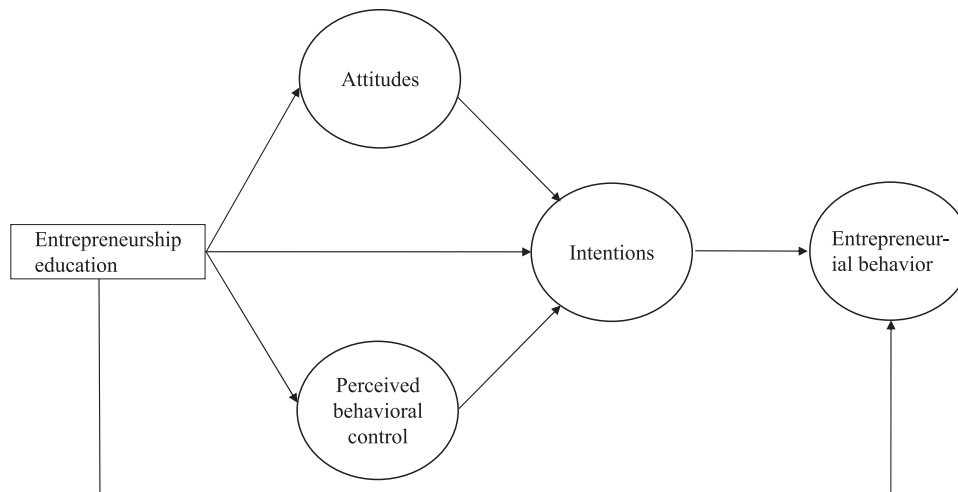 Attitudes
Entrepreneurship
education
Intentions
Entrepreneur-
ial behavior
Perceived
behavioral
control